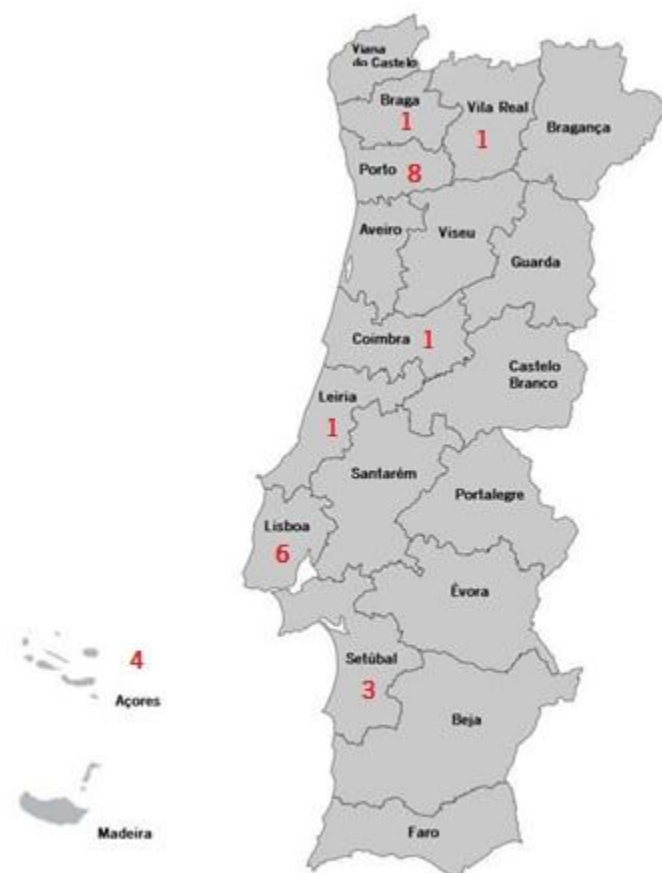 Viana
do Castelo
Braga
1
Vila Real
1
Bragança
Porto 8
Aveiro
Viseu
Guarda
Coimbra 1
Castelo
Branco
Leiria
1
Santarém
Portalegre
Lisboa
6
Évora
4
Açores
Setúbal
3
Beja
Madeira
Faro